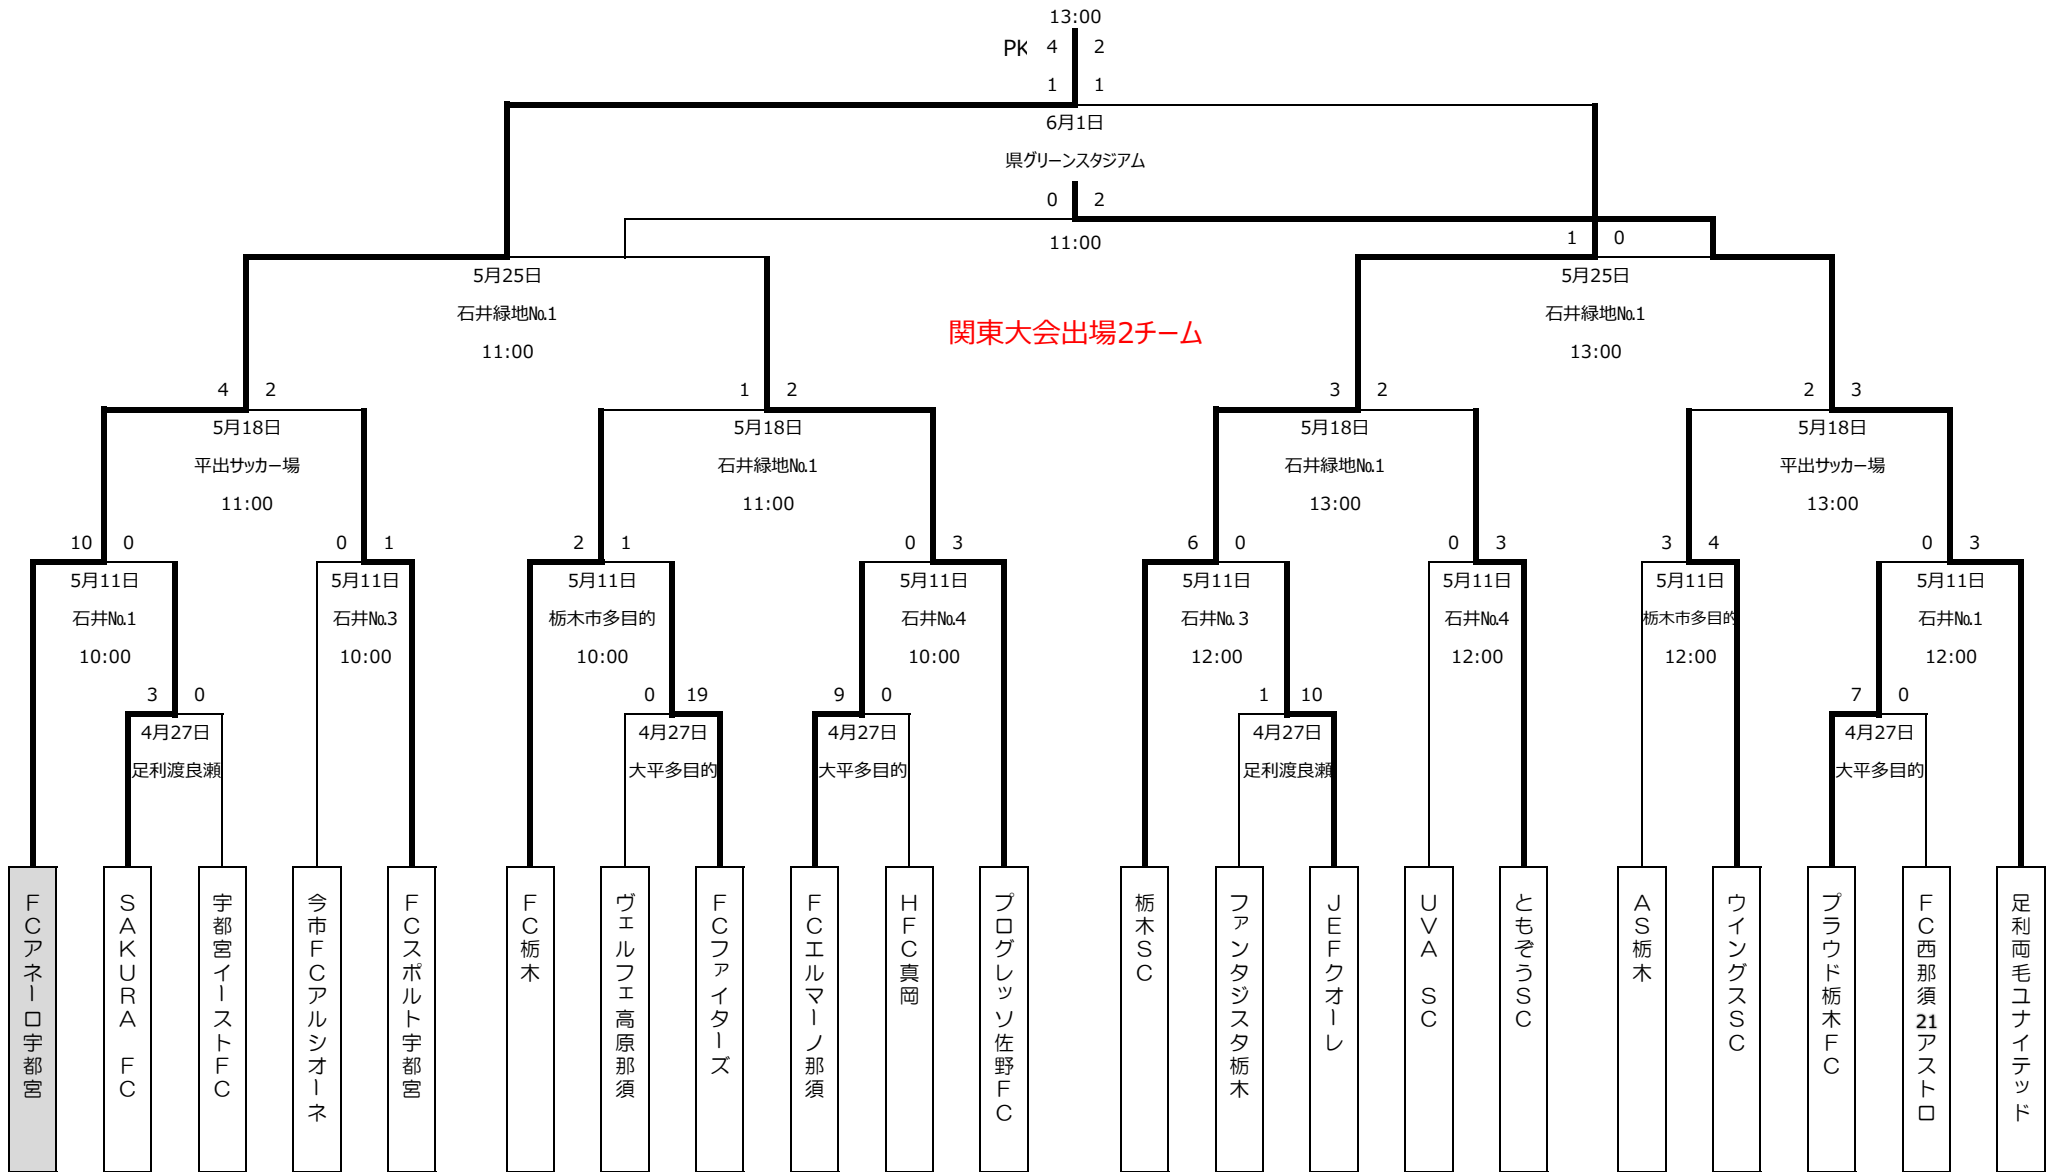 13:00
PK 4 2
1 1
6月1日
県グリーンスタジアム
0 2
11:00
1 0
5月25日
石井緑地№1
11:00
関東大会出場2チーム
5月25日
石井緑地№1
13:00
4 2
1 2
3 2
2 3
5月18日
平出サッカー場
11:00
5月18日
石井緑地№1
11:00
5月18日
石井緑地№1
13:00
5月18日
平出サッカー場
13:00
10 0
0 1
2 1
0 3
6 0
0 3
3 4
0 3
5月11日
石井№1
10:00
5月11日
石井№3
10:00
5月11日
栃木市多目的
10:00
5月11日
石井№4
10:00
5月11日
石井№3
12:00
5月11日
石井№4
12:00
5月11日
栃木市多目的
12:00
5月11日
石井№1
12:00
3 0
0 19
9 0
1 10
7 0
4月27日
足利渡良瀬
4月27日
大平多目的
4月27日
大平多目的
4月27日
足利渡良瀬
4月27日
大平多目的
FCアネーロ宇都宮
SAKURA FC
宇都宮イーストFC
今市FCアルシオーネ
FCスポルト宇都宮
FC栃木
ヴェルフェ高原那須
FCファイターズ
FCエルマーノ那須
HFC真岡
プログレッソ佐野FC
栃木SC
ファンタジスタ栃木
JEFクオーレ
UVA SC
ともぞうSC
AS栃木
ウイングスSC
プラウド栃木FC
FC西那須21アストロ
足利両毛ユナイテッド